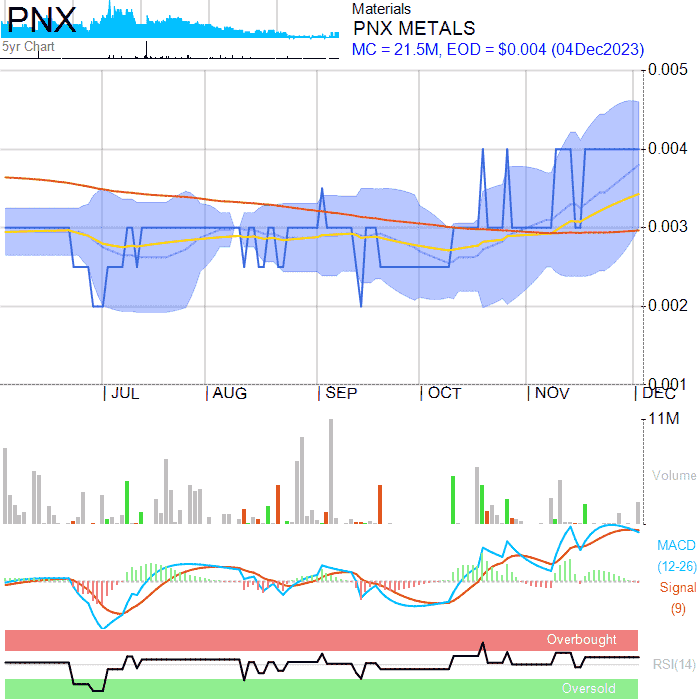 PNX
5yr Chart
Materials
PNX METALS
MC = 21.5M, EOD = $0.004 (04Dec2023)
0.005
0.004
0.003
0.002
0.001
JUL AUG SEP OCT NOV DEC
11M
Volume
MACD
(12-26)
Signal
(9)
Overbought
RSI(14)
Oversold